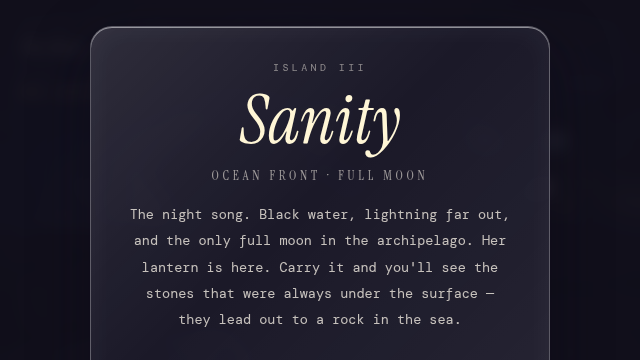 ISLAND III
Sanity
OCEAN FRONT · FULL MOON
The night song. Black water, lightning far out,
and the only full moon in the archipelago. Her
lantern is here. Carry it and you'll see the
stones that were always under the surface —
they lead out to a rock in the sea.